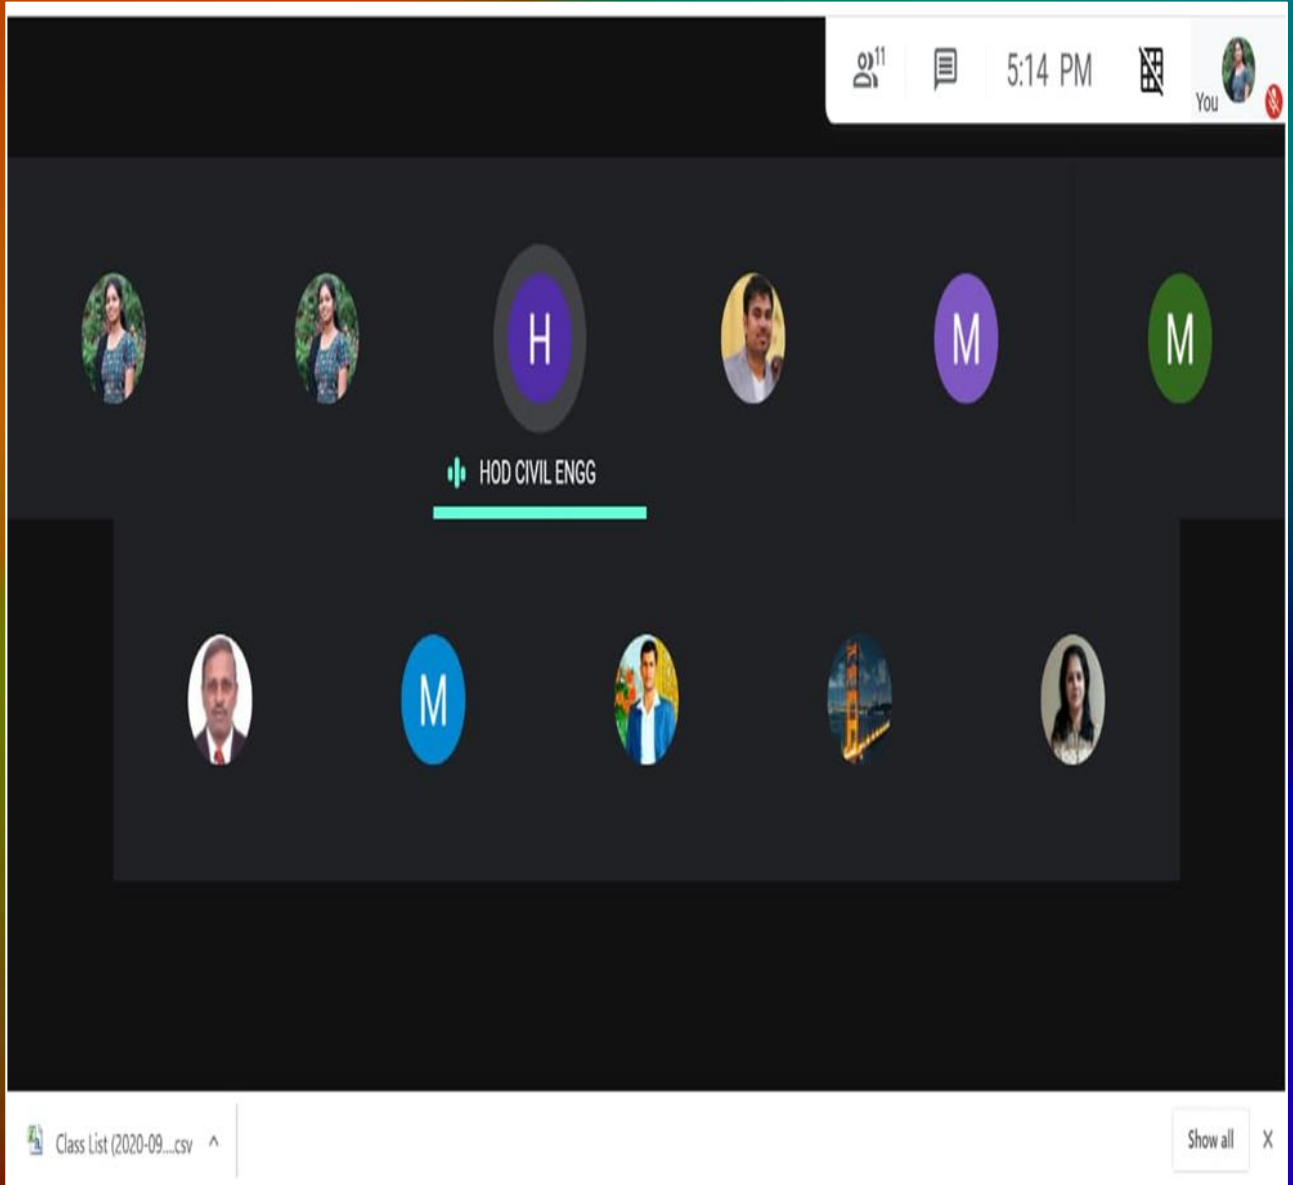 11
5:14 PM
You
H
M
M
HOD CIVIL ENGG
M
Class List (2020-09....csv
Show all